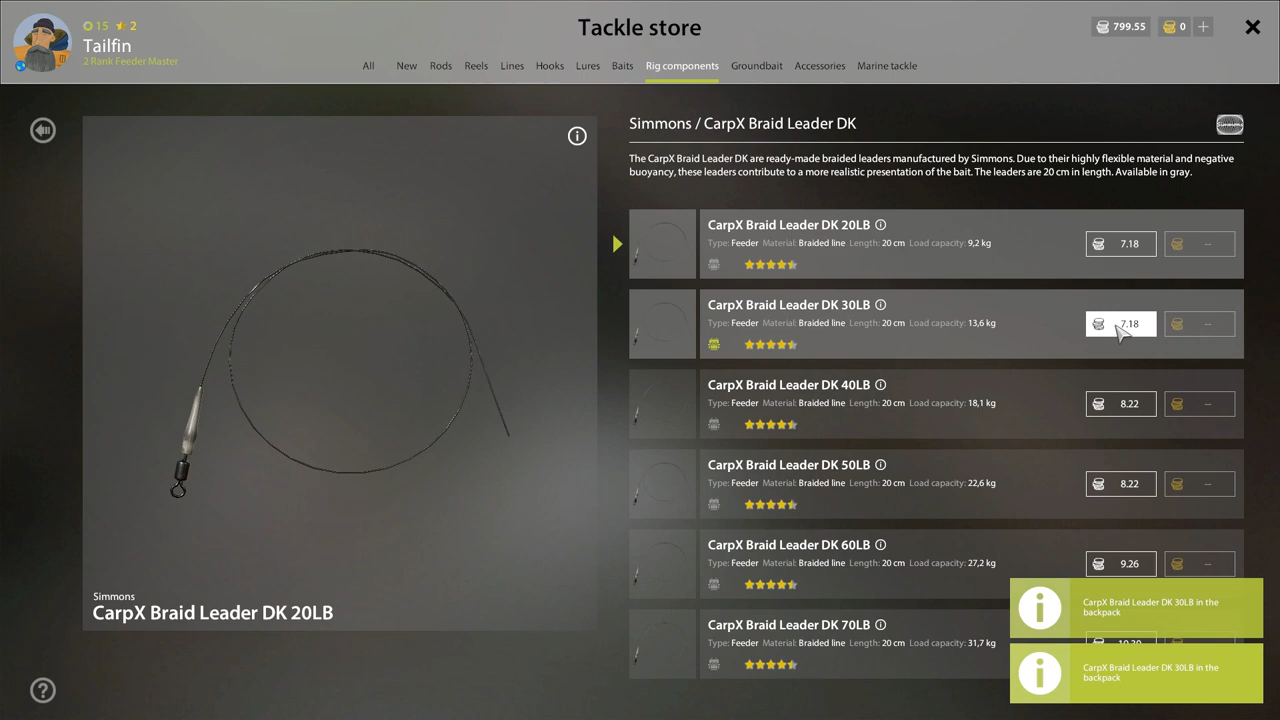 15 2
Tailfin
2 Rank Feeder Master
Tackle store
799.55 0 +
All New Rods Reels Lines Hooks Lures Baits Rig components Groundbait Accessories Marine tackle
Simmons / CarpX Braid Leader DK
Simmons
The CarpX Braid Leader DK are ready-made braided leaders manufactured by Simmons. Due to their highly flexible material and negative
buoyancy, these leaders contribute to a more realistic presentation of the bait. The leaders are 20 cm in length. Available in gray.
CarpX Braid Leader DK 20LB
Type: Feeder Material: Braided line Length: 20 cm Load capacity: 9,2 kg
7.18 --
CarpX Braid Leader DK 30LB
Type: Feeder Material: Braided line Length: 20 cm Load capacity: 13,6 kg
7.18 --
CarpX Braid Leader DK 40LB
Type: Feeder Material: Braided line Length: 20 cm Load capacity: 18,1 kg
8.22 --
CarpX Braid Leader DK 50LB
Type: Feeder Material: Braided line Length: 20 cm Load capacity: 22,6 kg
8.22 --
CarpX Braid Leader DK 60LB
Type: Feeder Material: Braided line Length: 20 cm Load capacity: 27,2 kg
9.26 --
CarpX Braid Leader DK 70LB
Type: Feeder Material: Braided line Length: 20 cm Load capacity: 31,7 kg
Simmons
CarpX Braid Leader DK 20LB
CarpX Braid Leader DK 30LB in the
backpack
CarpX Braid Leader DK 30LB in the
backpack